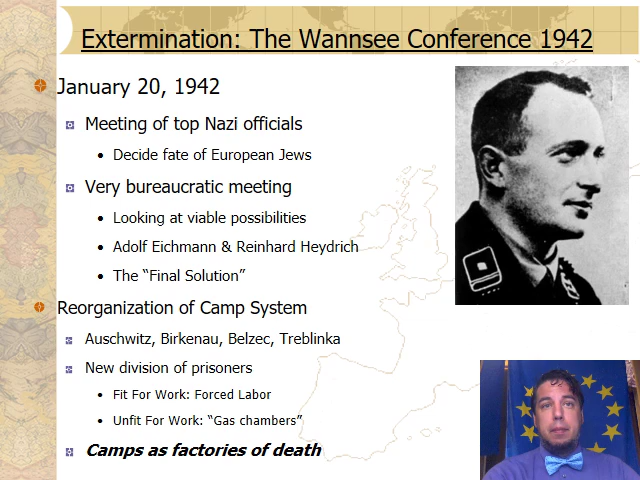 Extermination: The Wannsee Conference 1942
January 20, 1942
Meeting of top Nazi officials
Decide fate of European Jews
Very bureaucratic meeting
Looking at viable possibilities
Adolf Eichmann & Reinhard Heydrich
The “Final Solution”
Reorganization of Camp System
Auschwitz, Birkenau, Belzec, Treblinka
New division of prisoners
Fit For Work: Forced Labor
Unfit For Work: “Gas chambers”
Camps as factories of death